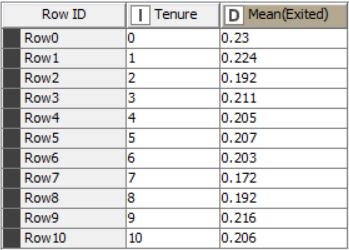 Row ID I Tenure D Mean(Exited)
Row0 0 0.23
Row1 1 0.224
Row2 2 0.192
Row3 3 0.211
Row4 4 0.205
Row5 5 0.207
Row6 6 0.203
Row7 7 0.172
Row8 8 0.192
Row9 9 0.216
Row10 10 0.206